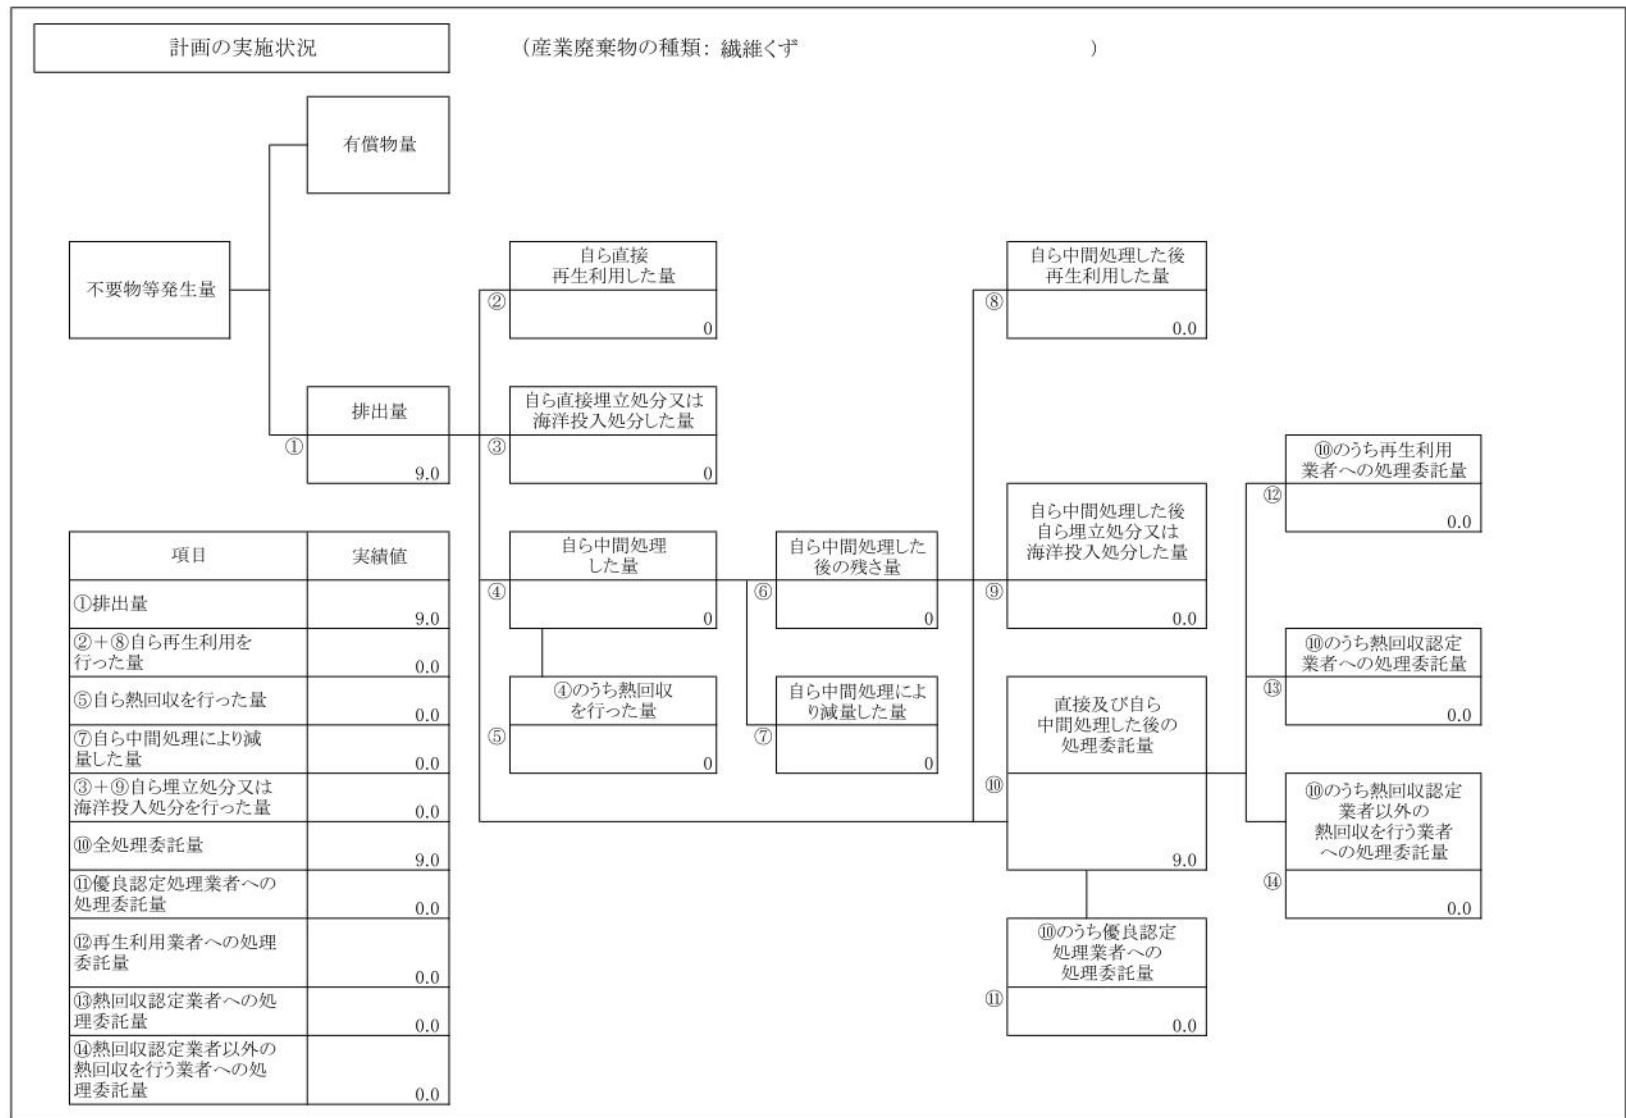 計画の実施状況
（産業廃棄物の種類：繊維くず　　　　　）
有償物量
不要物等発生量
自ら直接
再生利用した量
②
0
自ら中間処理した後
再生利用した量
⑧
0.0
排出量
①
9.0
自ら直接埋立処分又は
海洋投入処分した量
③
0
⑩のうち再生利用
業者への処理委託量
⑫
0.0
自ら中間処理
した量
④
0
自ら中間処理した
後の残さ量
⑥
0
自ら中間処理した後
自ら埋立処分又は
海洋投入処分した量
⑨
0.0
⑩のうち熱回収認定
業者への処理委託量
⑬
0.0
④のうち熱回収
を行った量
⑤
0
自ら中間処理によ
り減量した量
⑦
0
直接及び自ら
中間処理した後の
処理委託量
⑩
9.0
⑩のうち熱回収認定
業者以外の
熱回収を行う業者
への処理委託量
⑭
0.0
⑩のうち優良認定
処理業者への
処理委託量
⑪
0.0
項目 実績値
①排出量
9.0
②＋⑧自ら再生利用を
行った量
0.0
⑤自ら熱回収を行った量
0.0
⑦自ら中間処理により減
量した量
0.0
③＋⑨自ら埋立処分又は
海洋投入処分を行った量
0.0
⑩全処理委託量
9.0
⑪優良認定処理業者への
処理委託量
0.0
⑫再生利用業者への処理
委託量
0.0
⑬熱回収認定業者への処
理委託量
0.0
⑭熱回収認定業者以外の
熱回収を行う業者への処
理委託量
0.0